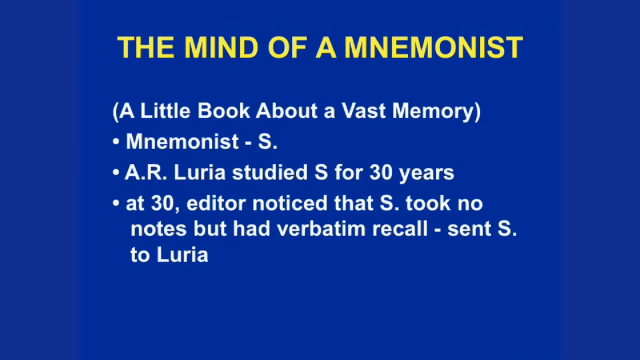 THE MIND OF A MNEMONIST
(A Little Book About a Vast Memory)
• Mnemonist - S.
• A.R. Luria studied S for 30 years
• at 30, editor noticed that S. took no
notes but had verbatim recall - sent S.
to Luria